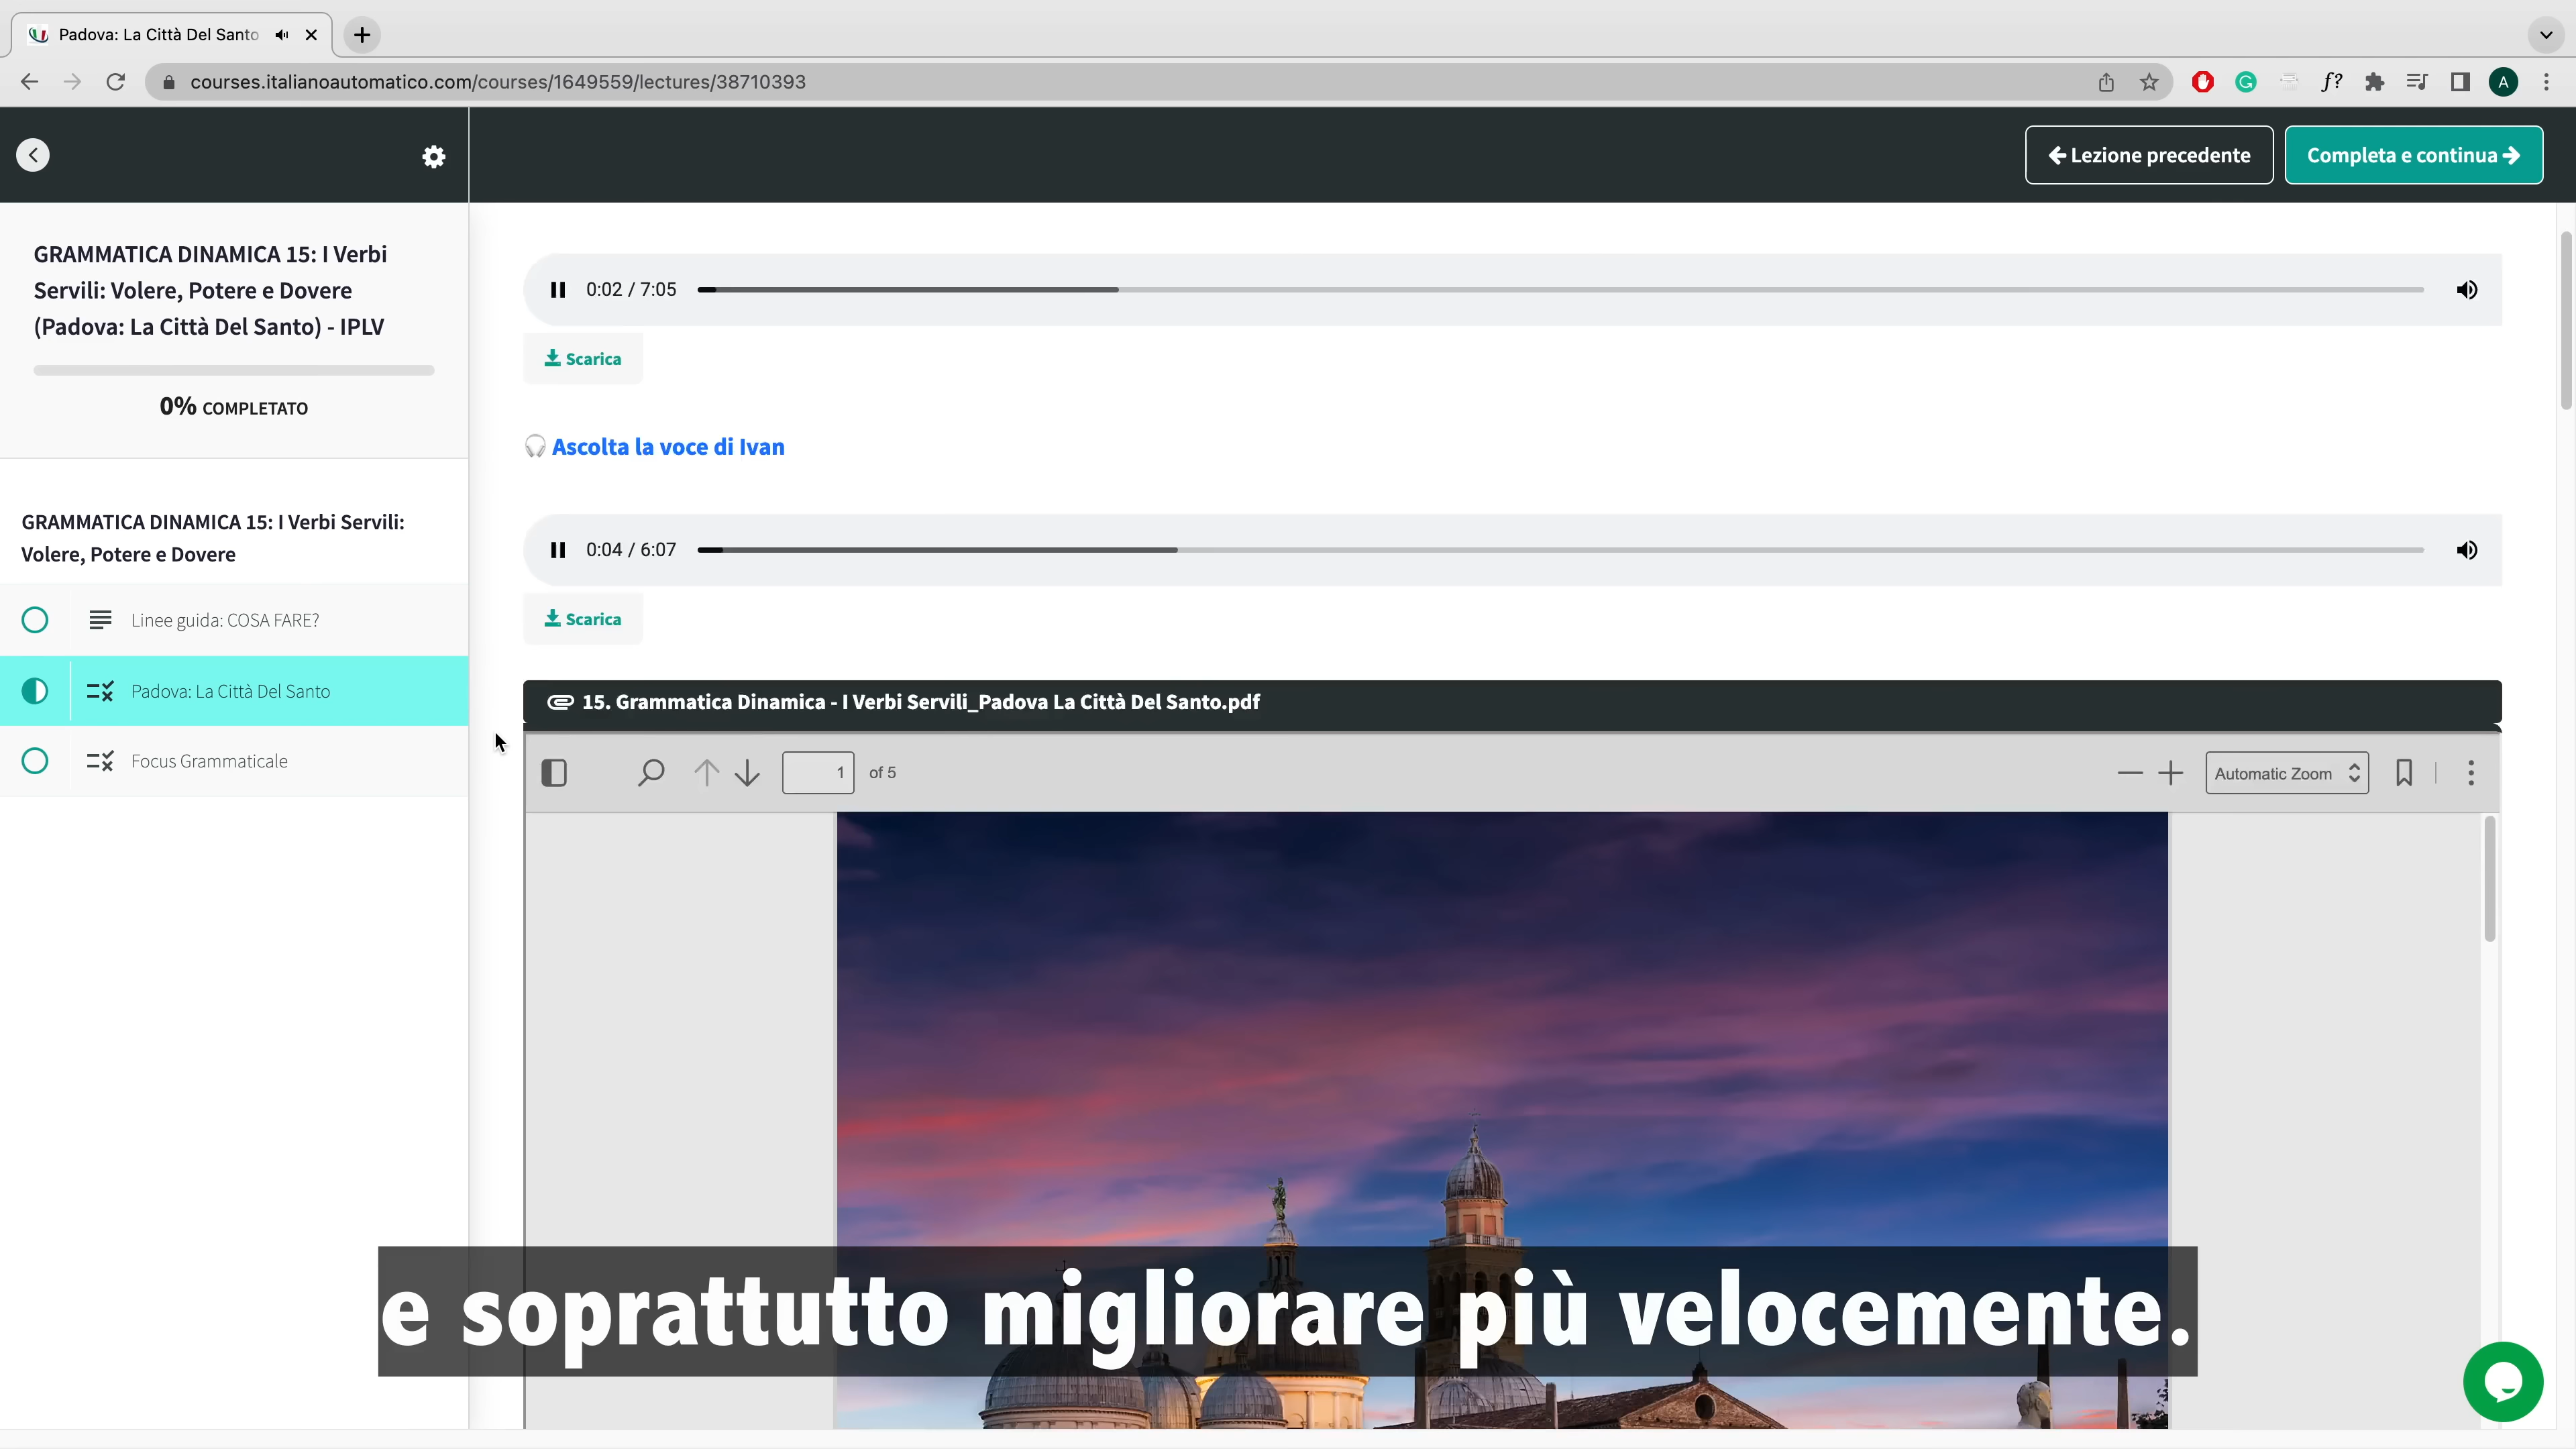 Padova: La Città Del Santo
courses.italianoautomatico.com/courses/1649559/lectures/38710393
f?
A
Lezione precedente
Completa e continua
GRAMMATICA DINAMICA 15: I Verbi
Servili: Volere, Potere e Dovere
(Padova: La Città Del Santo) - IPLV
0% COMPLETATO
GRAMMATICA DINAMICA 15: I Verbi Servili:
Volere, Potere e Dovere
Linee guida: COSA FARE?
Padova: La Città Del Santo
Focus Grammaticale
0:02 / 7:05
Scarica
Ascolta la voce di Ivan
0:04 / 6:07
Scarica
15. Grammatica Dinamica - I Verbi Servili_Padova La Città Del Santo.pdf
1 of 5
Automatic Zoom
e soprattutto migliorare più velocemente.